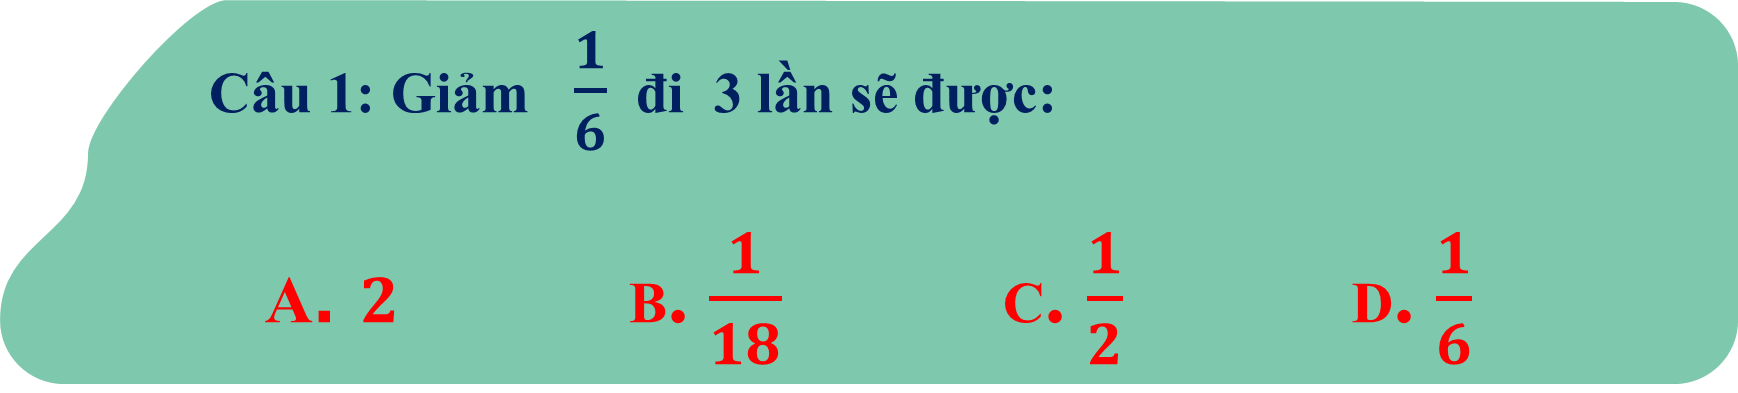 Câu 1: Giảm 1/6 đi 3 lần sẽ được:
A. 2 B. 1/18 C. 1/2 D. 1/6